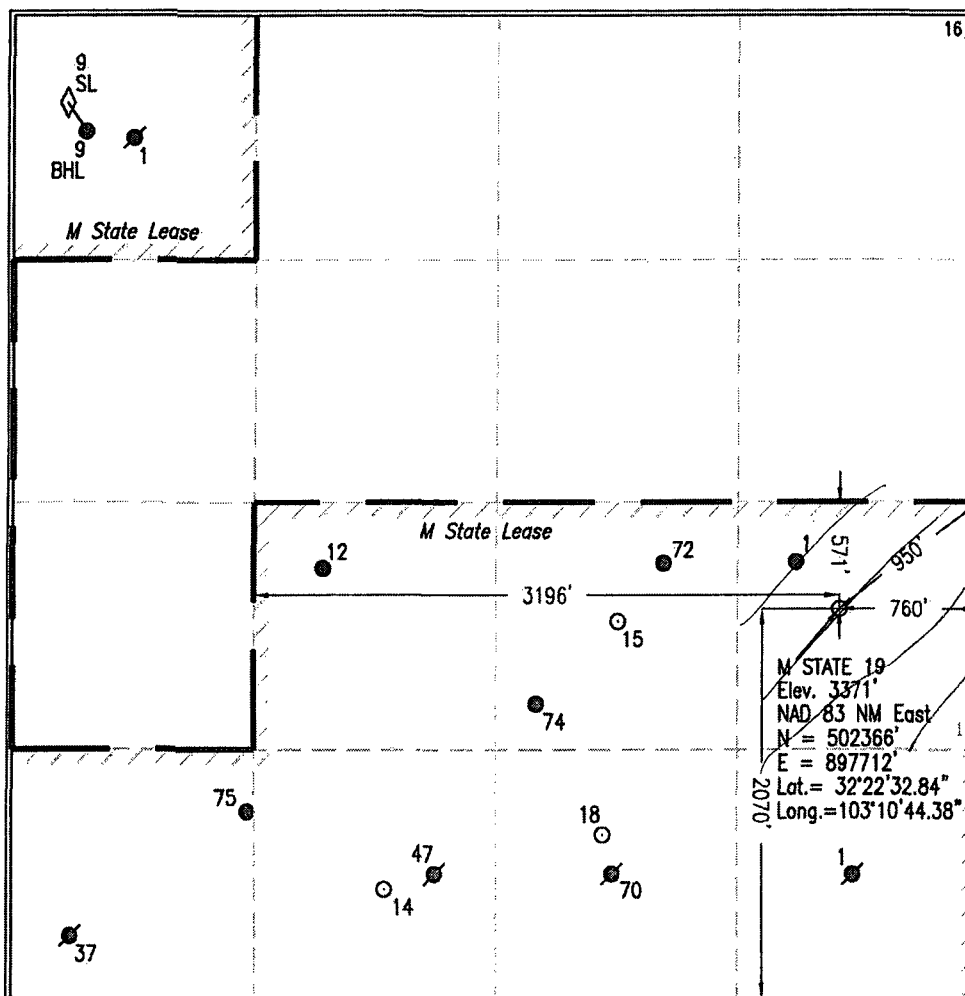 16
9
SL
9
BHL
1
M State Lease
M State Lease
12
72
1
571'
950'
3196'
760'
15
M STATE 19
Elev. 3371'
NAD 83 NM East
N = 502366'
E = 897712'
Lat.= 32°22'32.84"
Long.=103°10'44.38"
74
1
2070'
75
18
47
70
1
14
37